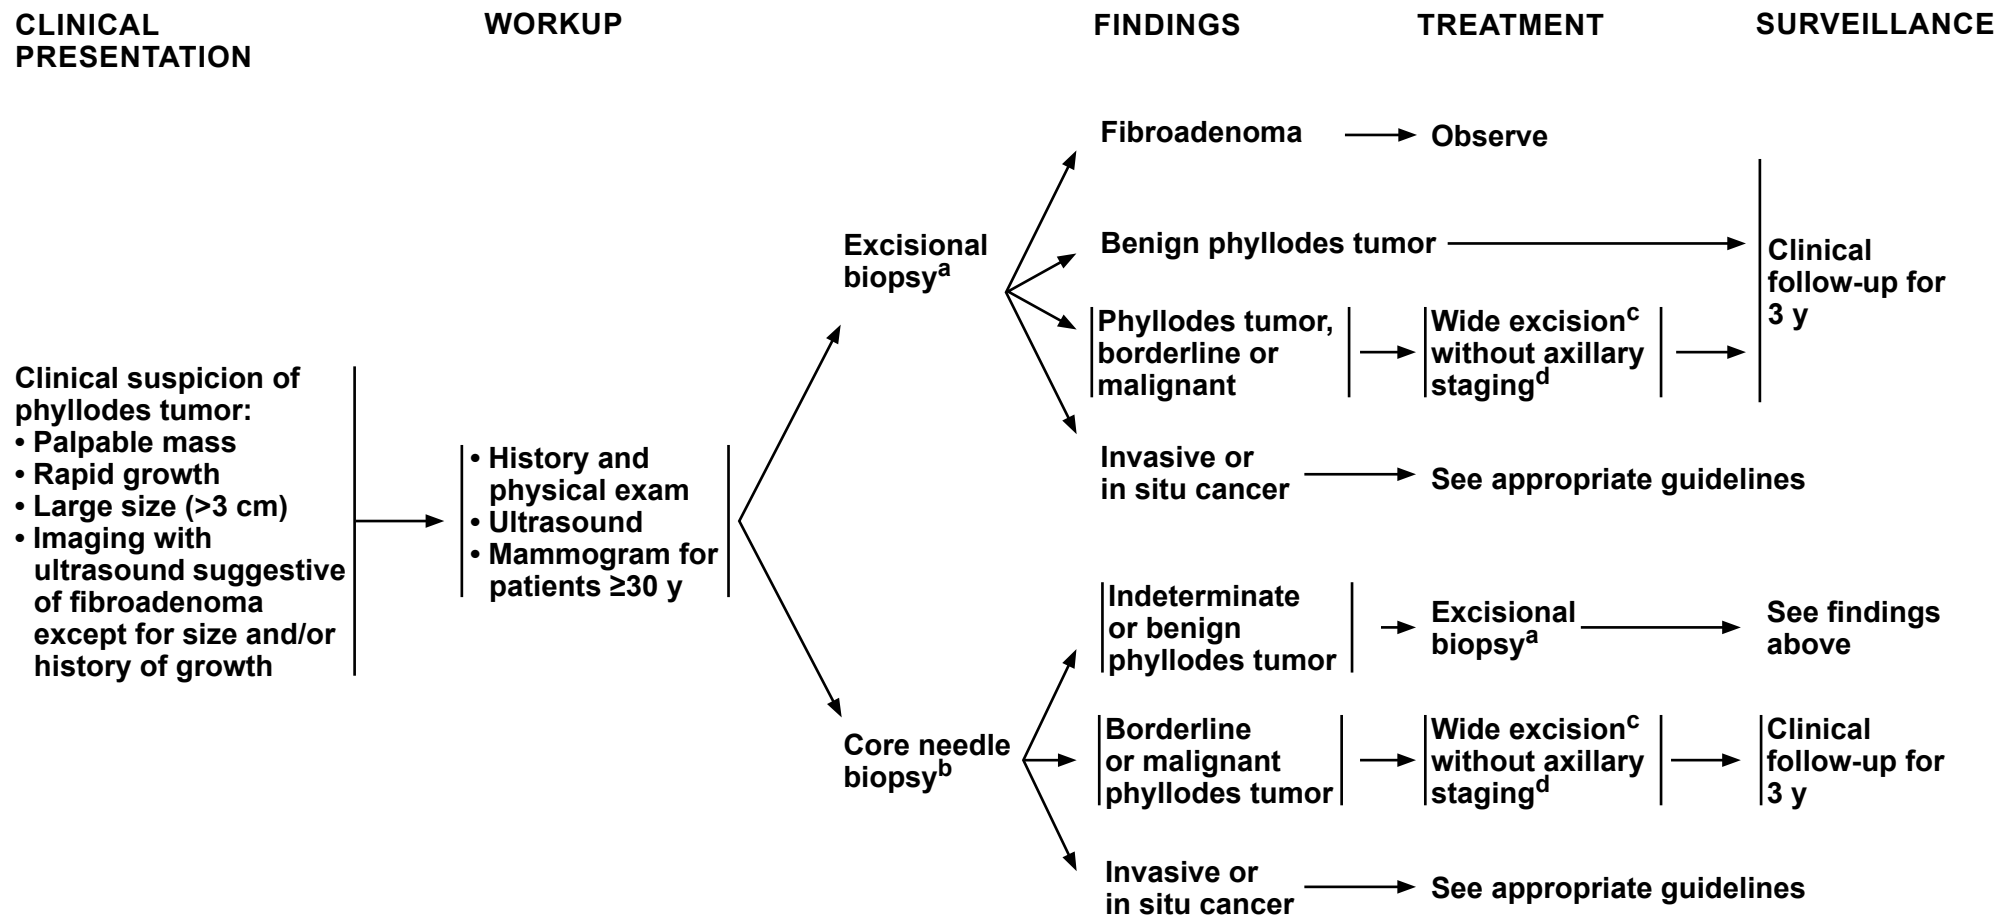 CLINICAL
PRESENTATION
WORKUP
FINDINGS
TREATMENT
SURVEILLANCE
Clinical suspicion of
phyllodes tumor:
• Palpable mass
• Rapid growth
• Large size (>3 cm)
• Imaging with
ultrasound suggestive
of fibroadenoma
except for size and/or
history of growth
• History and
physical exam
• Ultrasound
• Mammogram for
patients ≥30 y
Excisional
biopsyᵃ
Fibroadenoma
Observe
Benign phyllodes tumor
Phyllodes tumor,
borderline or
malignant
Wide excisionᶜ
without axillary
stagingᵈ
Clinical
follow-up for
3 y
Invasive or
in situ cancer
See appropriate guidelines
Core needle
biopsyᵇ
Indeterminate
or benign
phyllodes tumor
Excisional
biopsyᵃ
See findings
above
Borderline
or malignant
phyllodes tumor
Wide excisionᶜ
without axillary
stagingᵈ
Clinical
follow-up for
3 y
Invasive or
in situ cancer
See appropriate guidelines